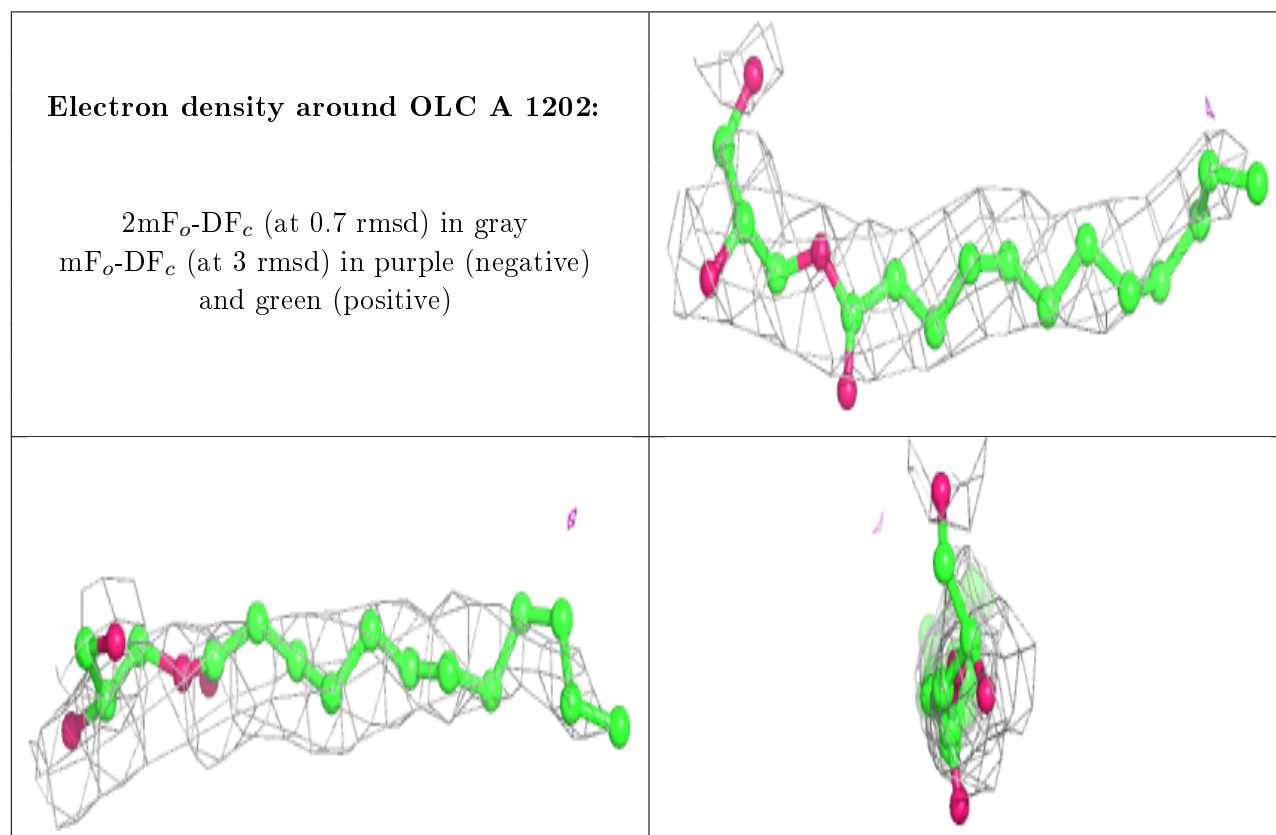 Electron density around OLC A 1202:
2mFo-DFc (at 0.7 rmsd) in gray
mFo-DFc (at 3 rmsd) in purple (negative)
and green (positive)